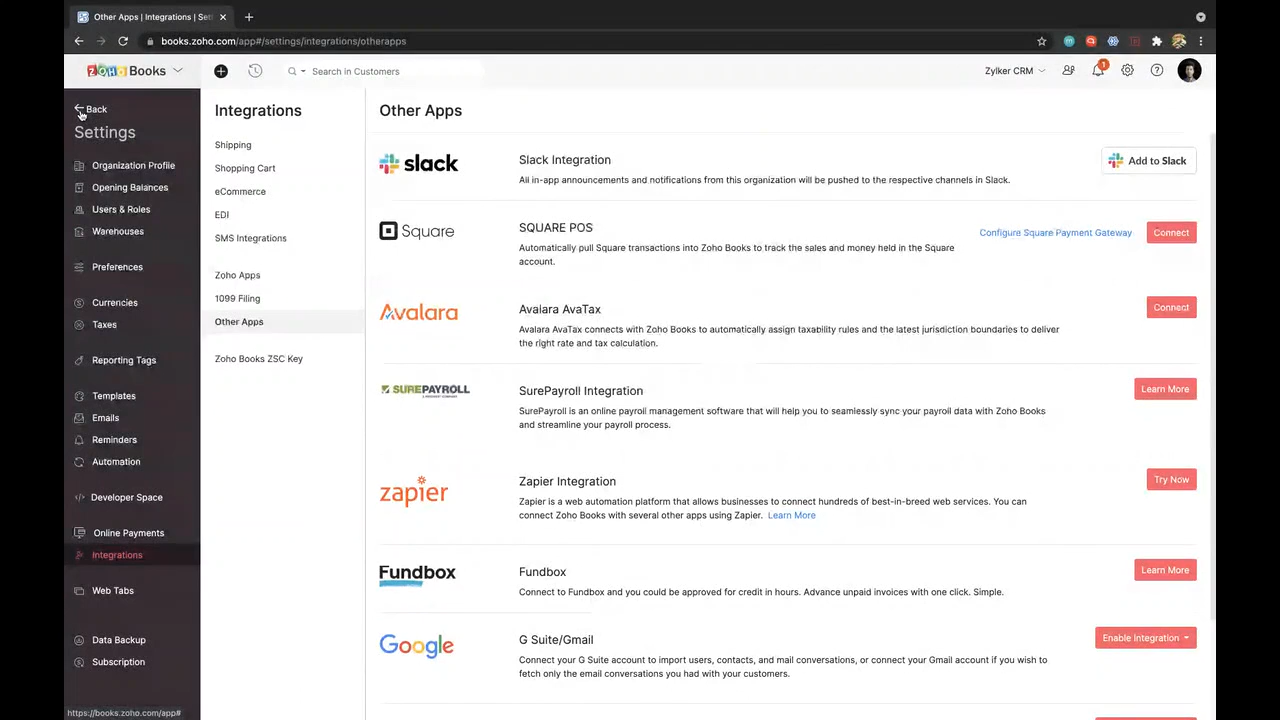 Other Apps | Integrations | Set
books.zoho.com/app#/settings/integrations/otherapps
ZOHO Books
Search in Customers
Zylker CRM
1
Back
Settings
Organization Profile
Opening Balances
Users & Roles
Warehouses
Preferences
Currencies
Taxes
Reporting Tags
Templates
Emails
Reminders
Automation
Developer Space
Online Payments
Integrations
Web Tabs
Data Backup
Subscription
https://books.zoho.com/app#
Integrations
Shipping
Shopping Cart
eCommerce
EDI
SMS Integrations
Zoho Apps
1099 Filing
Other Apps
Zoho Books ZSC Key
Other Apps
slack
Slack Integration
All in-app announcements and notifications from this organization will be pushed to the respective channels in Slack.
Add to Slack
Square
SQUARE POS
Automatically pull Square transactions into Zoho Books to track the sales and money held in the Square
account.
Configure Square Payment Gateway
Connect
Avalara
Avalara AvaTax
Avalara AvaTax connects with Zoho Books to automatically assign taxability rules and the latest jurisdiction boundaries to deliver
the right rate and tax calculation.
Connect
SUREPAYROLL
SurePayroll Integration
SurePayroll is an online payroll management software that will help you to seamlessly sync your payroll data with Zoho Books
and streamline your payroll process.
Learn More
zapier
Zapier Integration
Zapier is a web automation platform that allows businesses to connect hundreds of best-in-breed web services. You can
connect Zoho Books with several other apps using Zapier. Learn More
Try Now
Fundbox
Fundbox
Connect to Fundbox and you could be approved for credit in hours. Advance unpaid invoices with one click. Simple.
Learn More
Google
G Suite/Gmail
Connect your G Suite account to import users, contacts, and mail conversations, or connect your Gmail account if you wish to
fetch only the email conversations you had with your customers.
Enable Integration